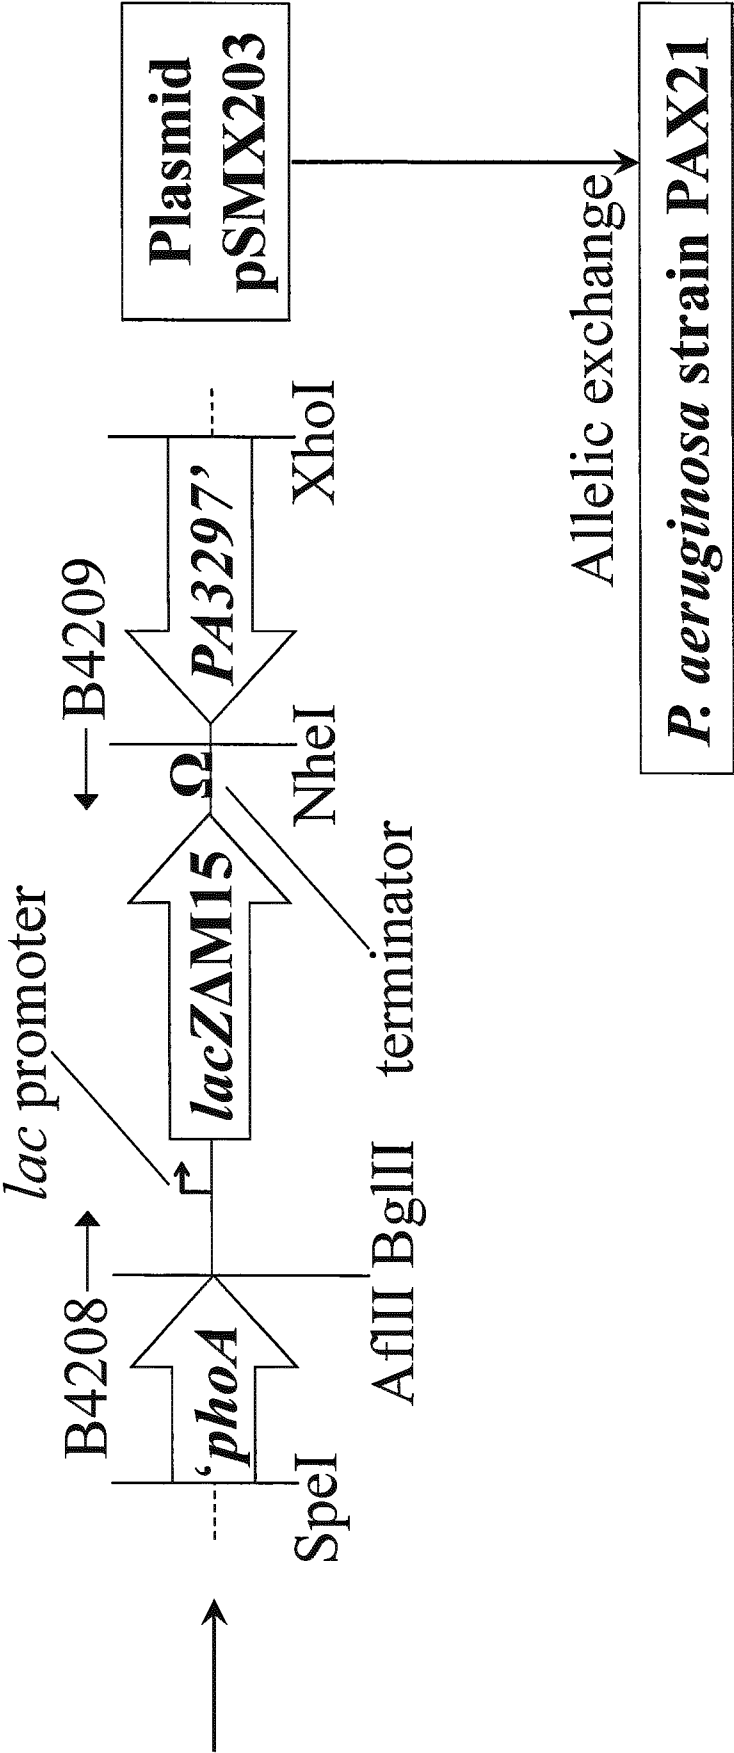 lac promoter
B4208
B4209
Plasmid
pSMX203
‘phoA
lacZΔM15
Ω
PA3297’
SpeI
AflII BglII
NheI
XhoI
terminator
Allelic exchange
P. aeruginosa strain PAX21